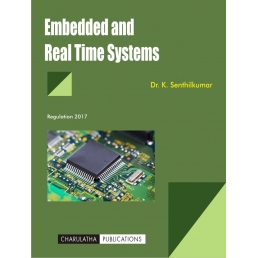 Embedded and
Real Time Systems
Dr. K. Senthilkumar
Regulation 2017
CHARULATHA PUBLICATIONS